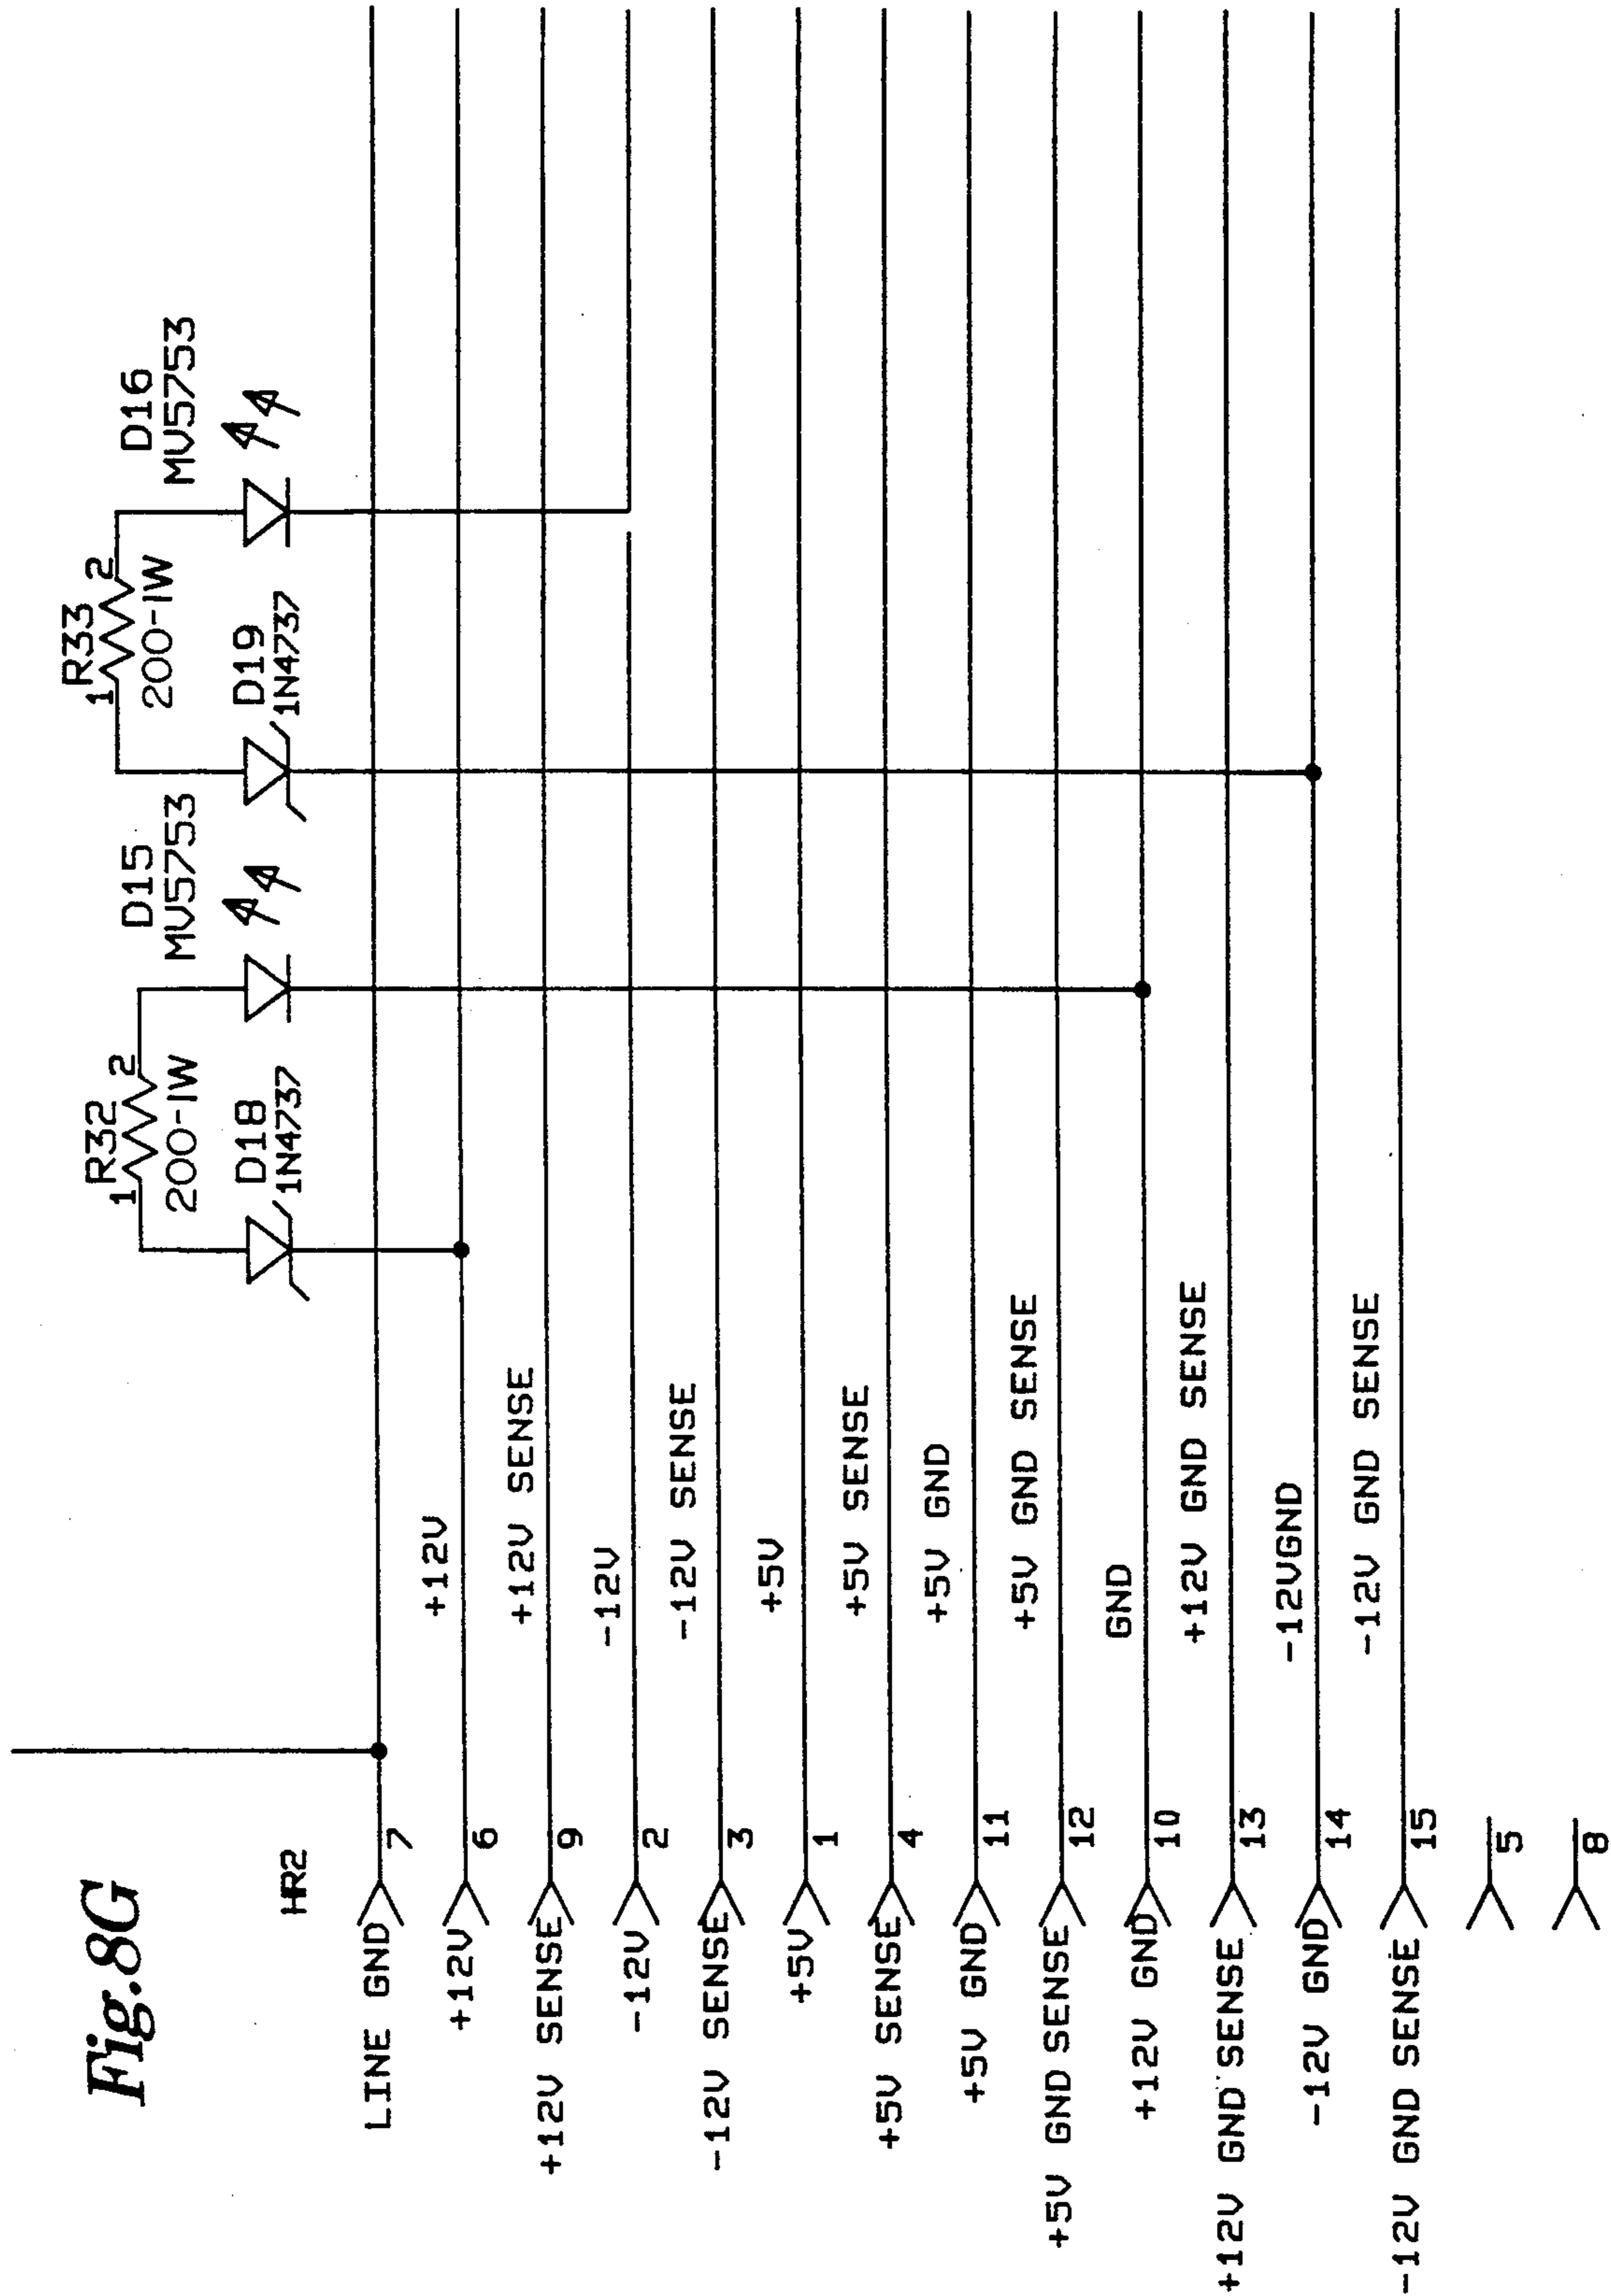 Fig.8G
HR2
R32
1 2
200-1W
D18
1N4737
D15
MV5753
R33
1 2
200-1W
D19
1N4737
D16
MV5753
LINE GND 7
+12V 6 +12V
+12V SENSE 9 +12V SENSE
-12V 2 -12V
-12V SENSE 3 -12V SENSE
+5V 1 +5V
+5V SENSE 4 +5V SENSE
+5V GND 11 +5V GND
+5V GND SENSE 12 +5V GND SENSE
+12V GND 10 GND
+12V GND SENSE 13 +12V GND SENSE
-12V GND 14 -12VGND
-12V GND SENSE 15 -12V GND SENSE
5
8